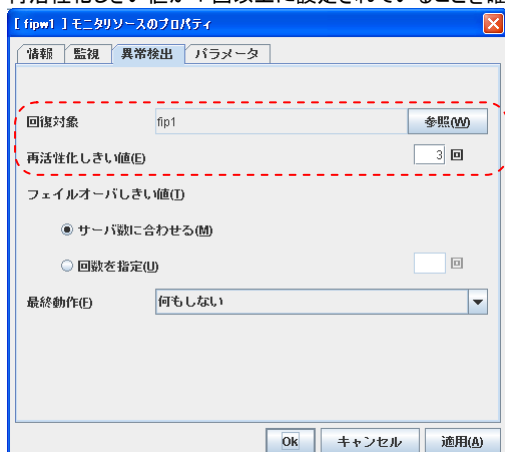 再活性化しきい値が1回以上に設定されていることを確
[ fipw1 ] モニタリソースのプロパティ
情報 監視 異常検出 パラメータ
回復対象 fip1 参照(W)
再活性化しきい値(E) 3 回
フェイルオーバしきい値(T)
サーバ数に合わせる(M)
回数を指定(U) 回
最終動作(F) 何もしない
Ok キャンセル 適用(A)